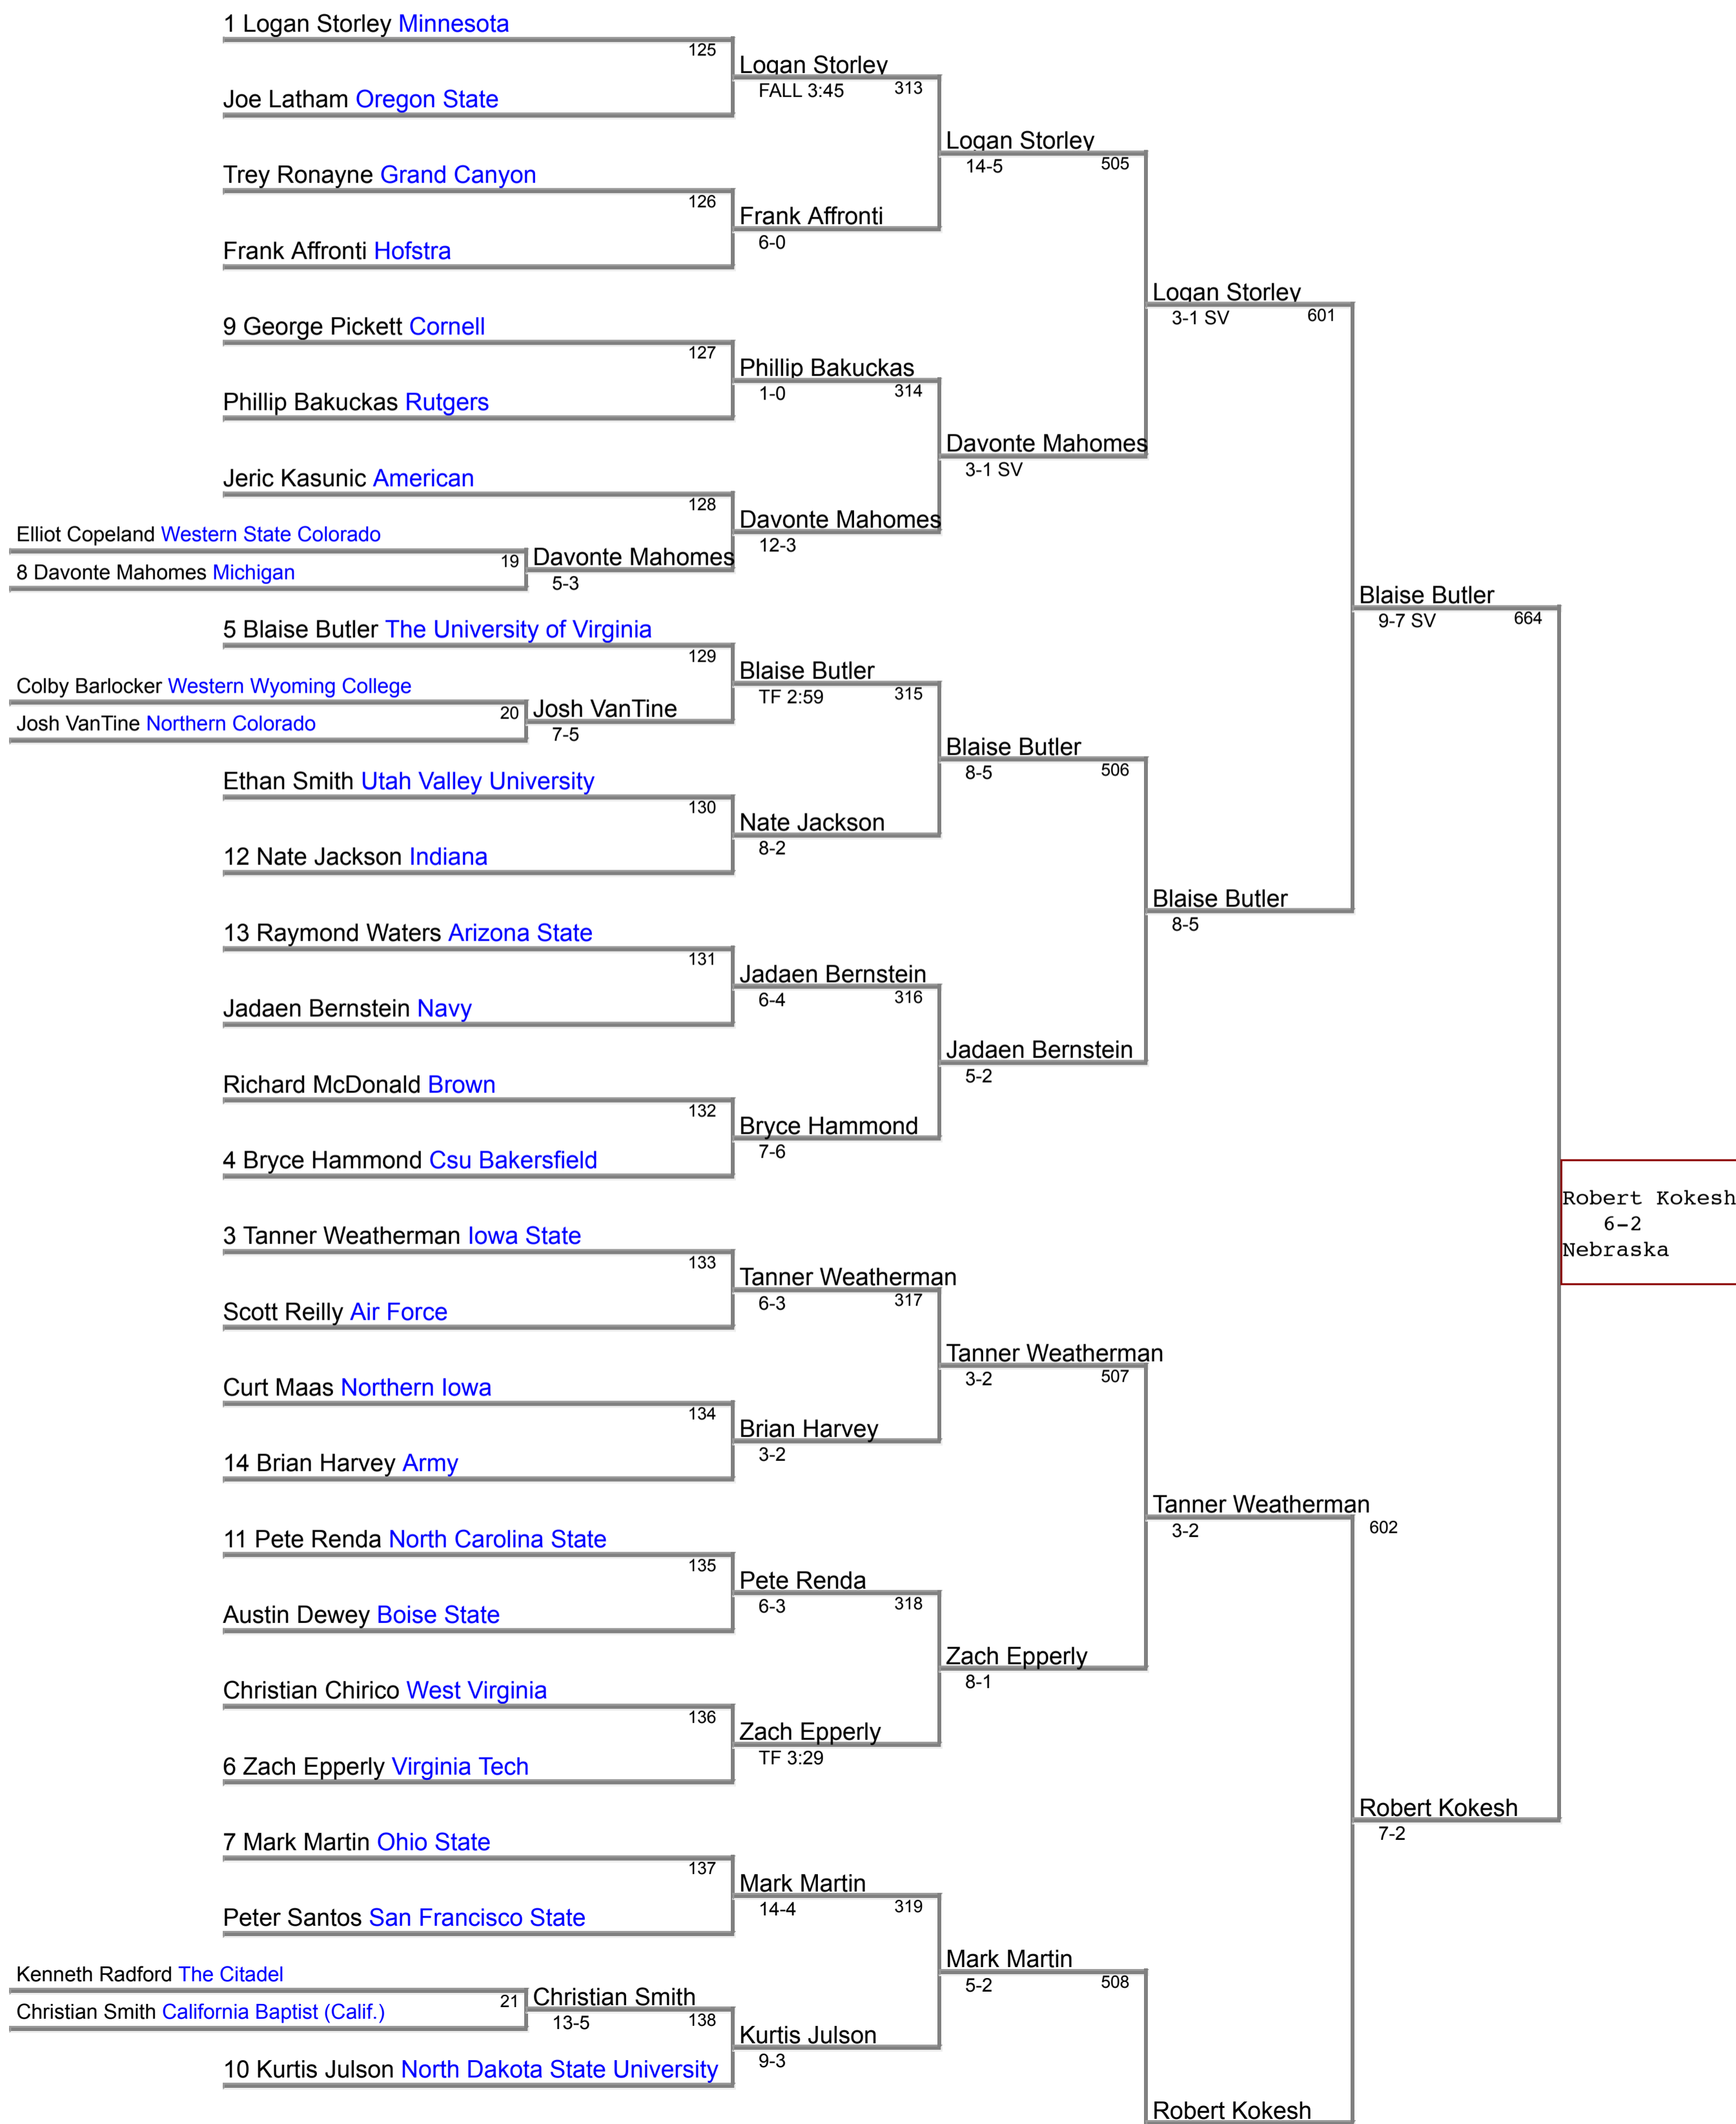 1 Logan Storley Minnesota
125
Logan Storley
FALL 3:45 313
Joe Latham Oregon State
Logan Storley
14-5 505
Trey Ronayne Grand Canyon
126
Frank Affronti
6-0
Frank Affronti Hofstra
Logan Storley
3-1 SV 601
9 George Pickett Cornell
127
Phillip Bakuckas
1-0 314
Phillip Bakuckas Rutgers
Davonte Mahomes
3-1 SV
Jeric Kasunic American
128
Davonte Mahomes
12-3
Elliot Copeland Western State Colorado
19 Davonte Mahomes
8 Davonte Mahomes Michigan
5-3
Blaise Butler
9-7 SV 664
5 Blaise Butler The University of Virginia
129
Blaise Butler
TF 2:59 315
Colby Barlocker Western Wyoming College
20 Josh VanTine
Josh VanTine Northern Colorado
7-5
Blaise Butler
8-5 506
Ethan Smith Utah Valley University
130
Nate Jackson
8-2
12 Nate Jackson Indiana
Blaise Butler
8-5
13 Raymond Waters Arizona State
131
Jadaen Bernstein
6-4 316
Jadaen Bernstein Navy
Jadaen Bernstein
5-2
Richard McDonald Brown
132
Bryce Hammond
7-6
4 Bryce Hammond Csu Bakersfield
Robert Kokesh
6-2
Nebraska
3 Tanner Weatherman Iowa State
133
Tanner Weatherman
6-3 317
Scott Reilly Air Force
Tanner Weatherman
3-2 507
Curt Maas Northern Iowa
134
Brian Harvey
3-2
14 Brian Harvey Army
Tanner Weatherman
3-2 602
11 Pete Renda North Carolina State
135
Pete Renda
6-3 318
Austin Dewey Boise State
Zach Epperly
8-1
Christian Chirico West Virginia
136
Zach Epperly
TF 3:29
6 Zach Epperly Virginia Tech
Robert Kokesh
7-2
7 Mark Martin Ohio State
137
Mark Martin
14-4 319
Peter Santos San Francisco State
Mark Martin
5-2 508
Kenneth Radford The Citadel
21 Christian Smith
Christian Smith California Baptist (Calif.)
13-5 138
Kurtis Julson
9-3
10 Kurtis Julson North Dakota State University
Robert Kokesh